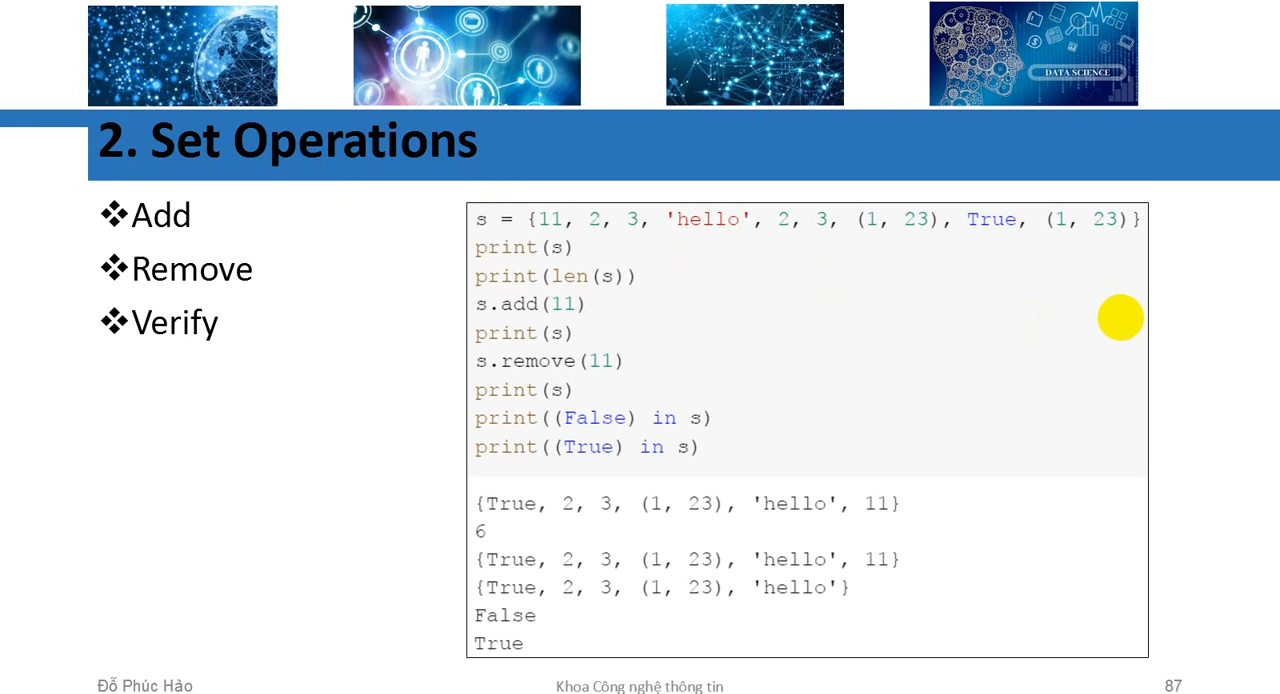 DATA SCIENCE
2. Set Operations
❖Add
❖Remove
❖Verify
s = {11, 2, 3, 'hello', 2, 3, (1, 23), True, (1, 23)}
print(s)
print(len(s))
s.add(11)
print(s)
s.remove(11)
print(s)
print((False) in s)
print((True) in s)
{True, 2, 3, (1, 23), 'hello', 11}
6
{True, 2, 3, (1, 23), 'hello', 11}
{True, 2, 3, (1, 23), 'hello'}
False
True
Đỗ Phúc Hảo
Khoa Công nghệ thông tin
87